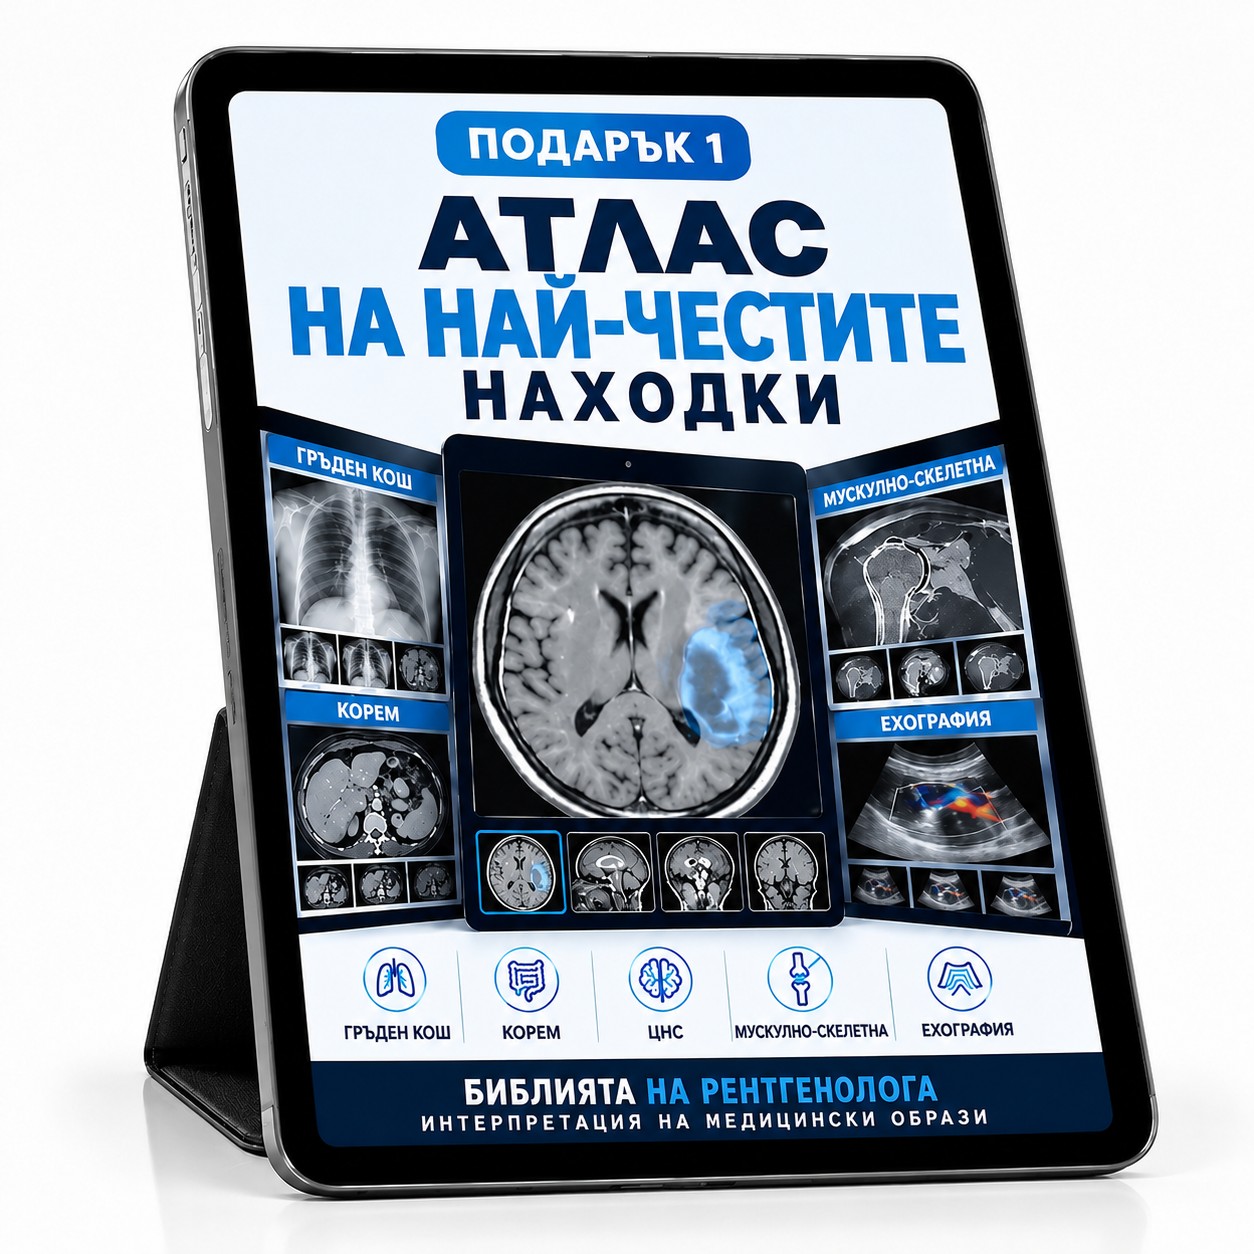 ПОДАРЪК 1
АТЛАС
НА НАЙ-ЧЕСТИТЕ
НАХОДКИ
ГРЪДЕН КОШ
МУСКУЛНО-СКЕЛЕТНА
КОРЕМ
ЕХОГРАФИЯ
ГРЪДЕН КОШ
КОРЕМ
ЦНС
МУСКУЛНО-СКЕЛЕТНА
ЕХОГРАФИЯ
БИБЛИЯТА НА РЕНТГЕНОЛОГА
ИНТЕРПРЕТАЦИЯ НА МЕДИЦИНСКИ ОБРАЗИ